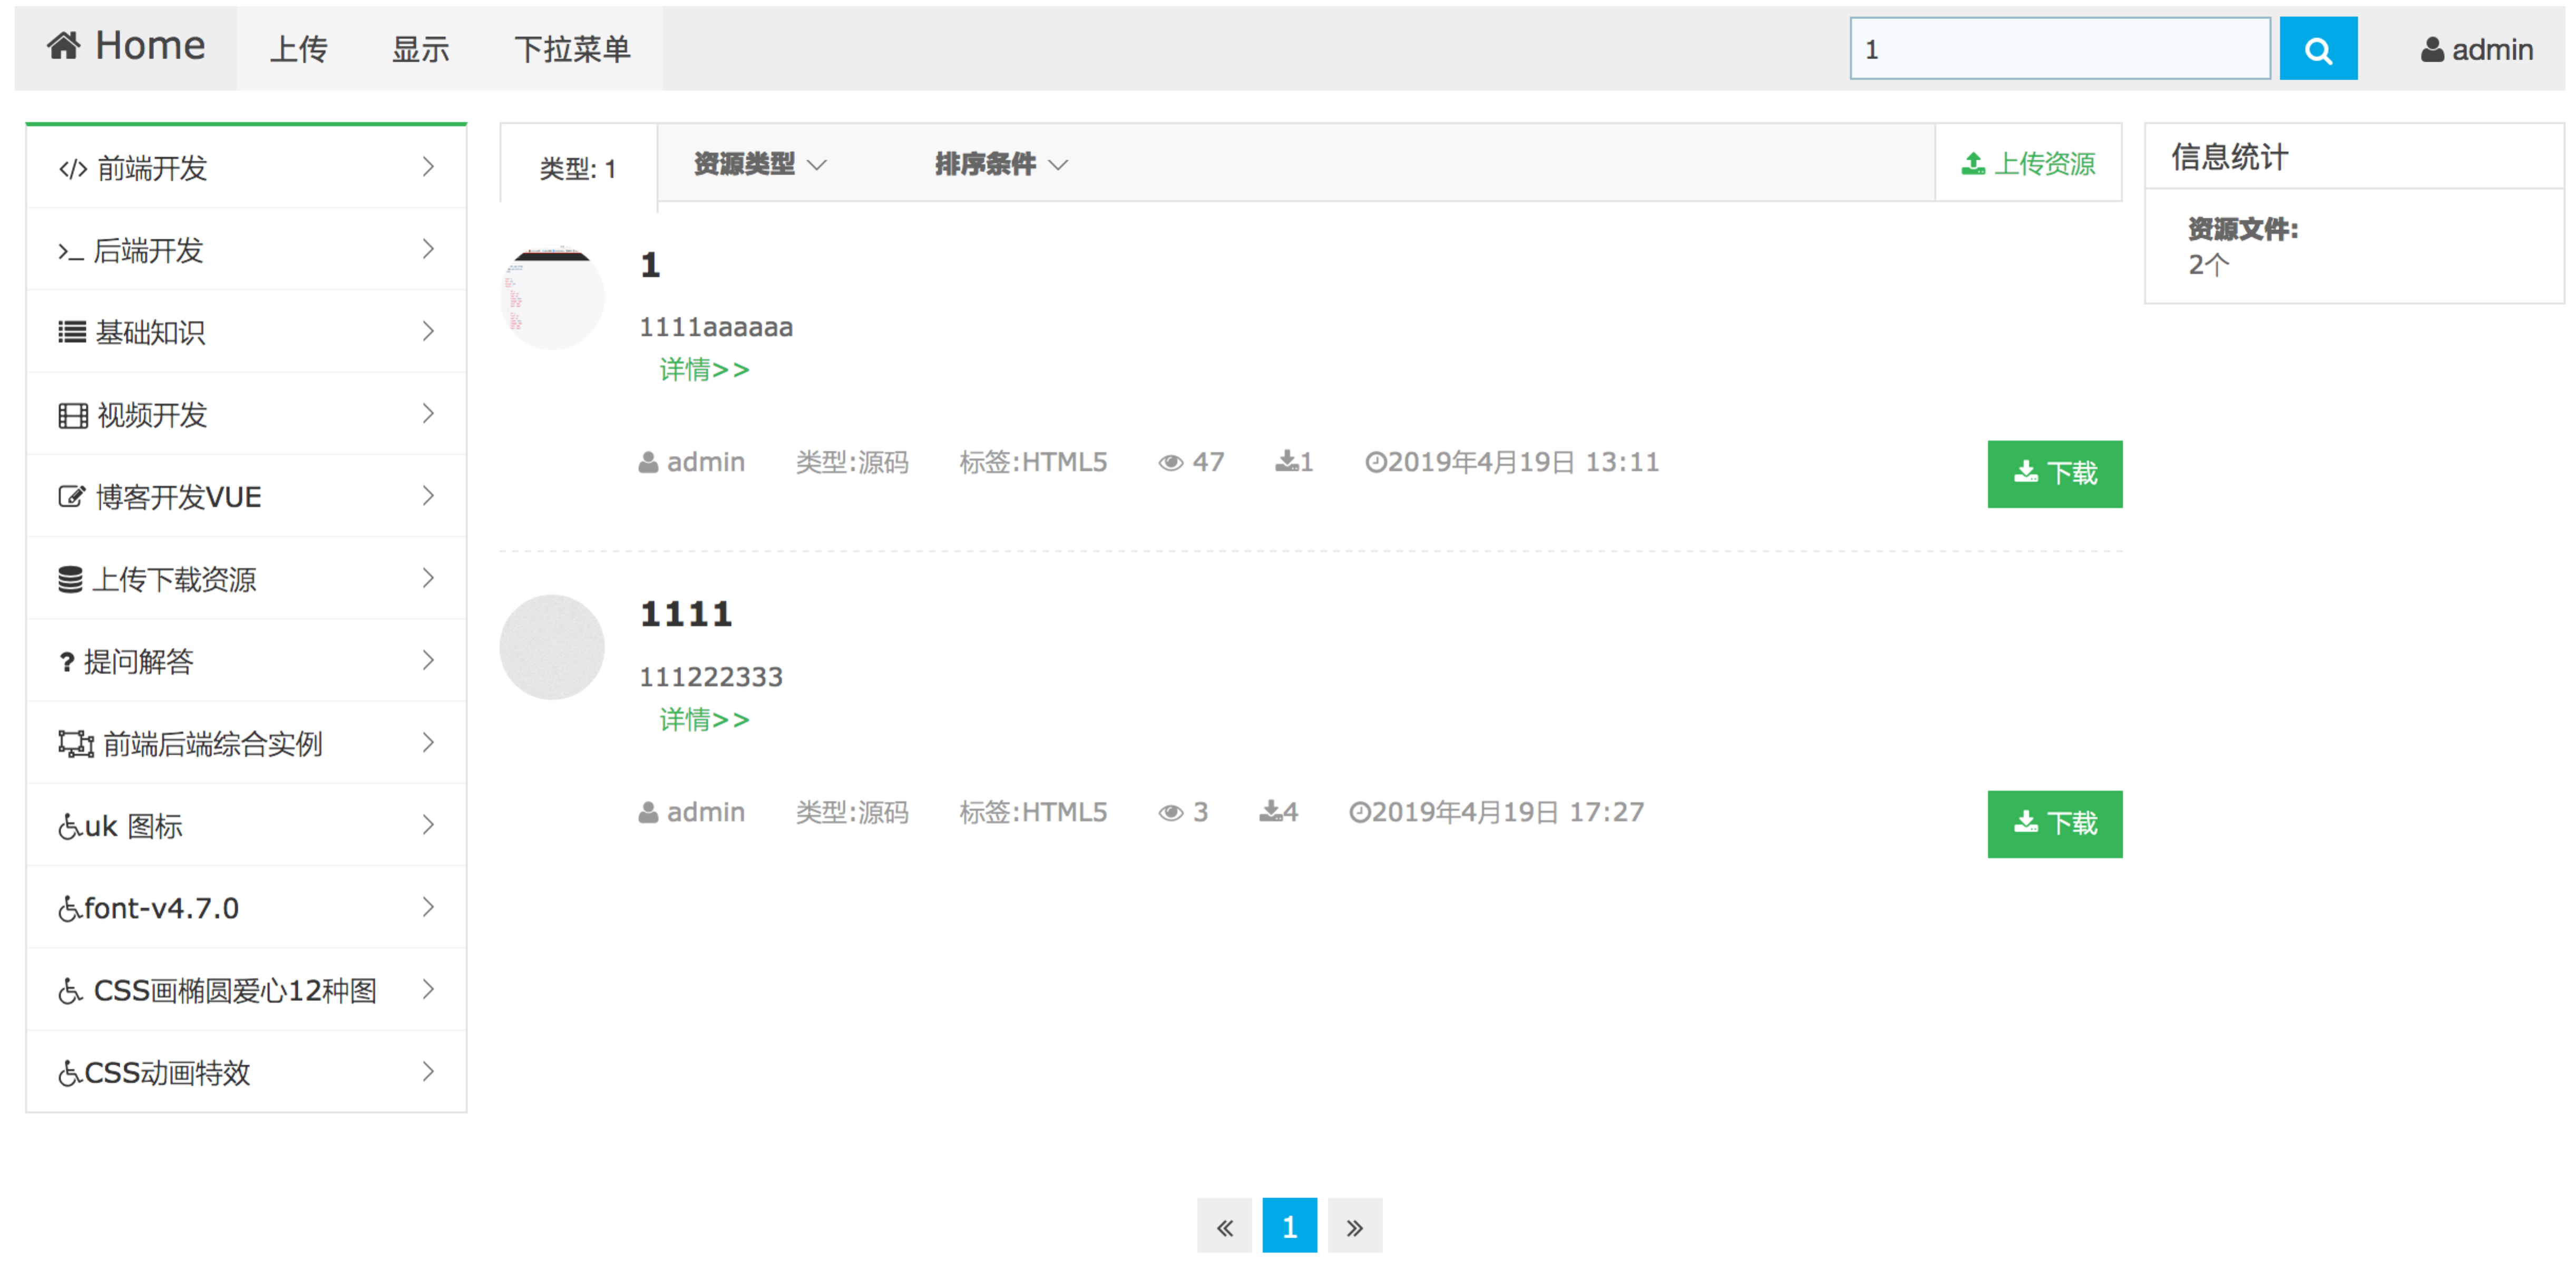 Home 上传 显示 下拉菜单 1 admin
前端开发
后端开发
基础知识
视频开发
博客开发VUE
上传下载资源
提问解答
前端后端综合实例
uk 图标
font-v4.7.0
CSS画椭圆爱心12种图
CSS动画特效
类型: 1 资源类型 排序条件 上传资源
1
1111aaaaaa
详情>>
admin 类型:源码 标签:HTML5 47 1 2019年4月19日 13:11 下载
1111
111222333
详情>>
admin 类型:源码 标签:HTML5 3 4 2019年4月19日 17:27 下载
信息统计
资源文件:
2个
« 1 »